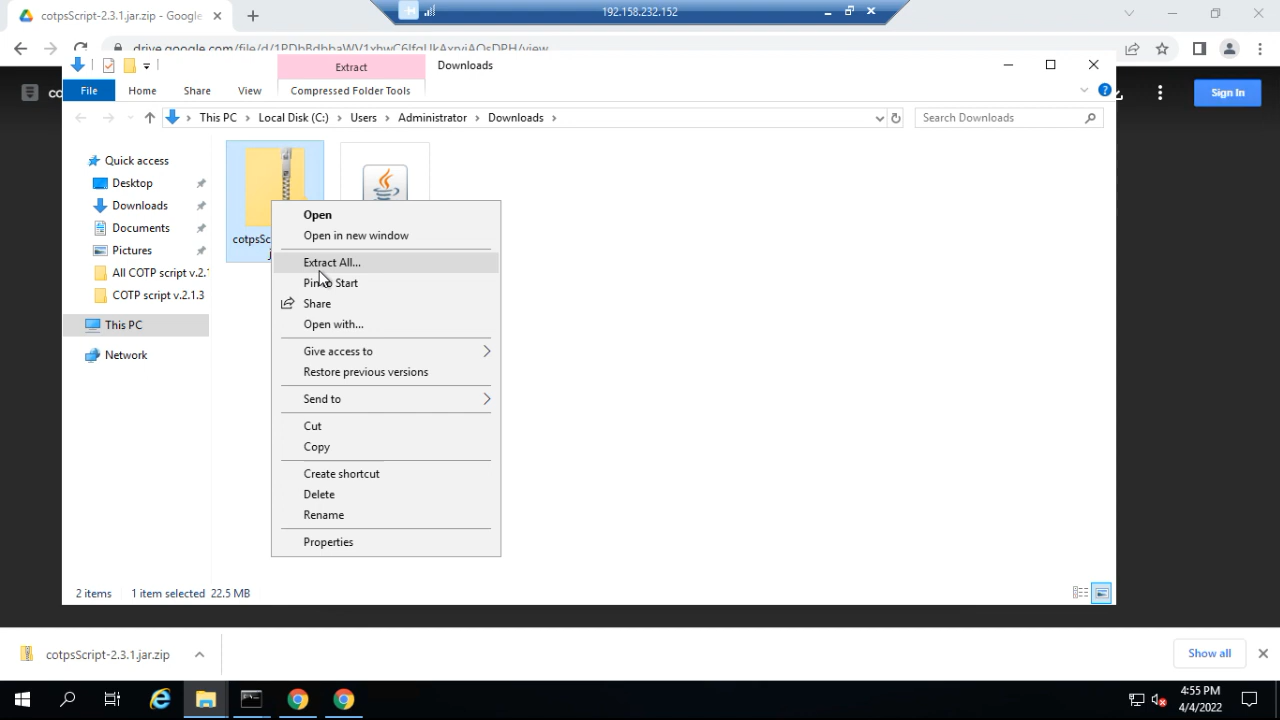 cotpsScript-2.3.1.jar.zip - Google
192.158.232.152
Extract
Downloads
File
Home
Share
View
Compressed Folder Tools
Sign In
This PC
Local Disk (C:)
Users
Administrator
Downloads
Search Downloads
Quick access
Desktop
Downloads
Documents
Pictures
All COTP script v.2.
COTP script v.2.1.3
This PC
Network
Open
Open in new window
Extract All...
Pin to Start
Share
Open with...
Give access to
Restore previous versions
Send to
Cut
Copy
Create shortcut
Delete
Rename
Properties
2 items
1 item selected 22.5 MB
cotpsScript-2.3.1.jar.zip
Show all
4:55 PM
4/4/2022